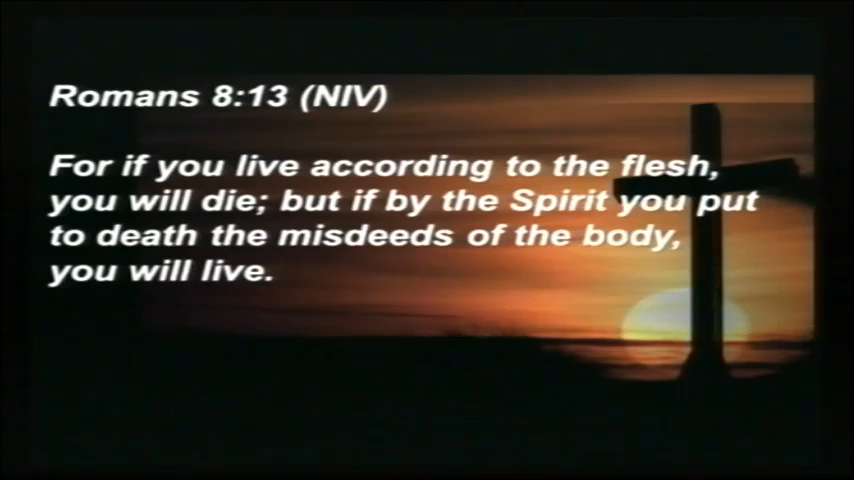 Romans 8:13 (NIV)
For if you live according to the flesh,
you will die; but if by the Spirit you put
to death the misdeeds of the body,
you will live.